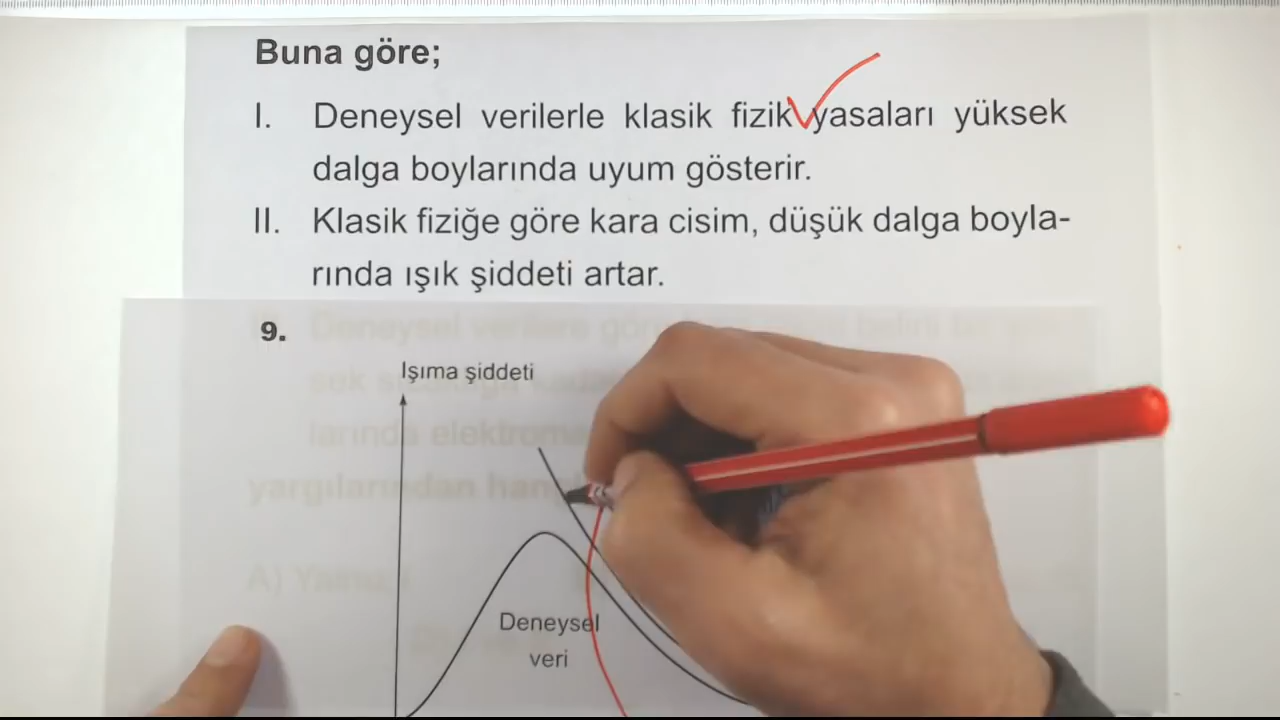 Buna göre;
I. Deneysel verilerle klasik fizik yasaları yüksek
dalga boylarında uyum gösterir.
II. Klasik fiziğe göre kara cisim, düşük dalga boyla-
rında ışık şiddeti artar.
9.
Işıma şiddeti
Deneysel
veri